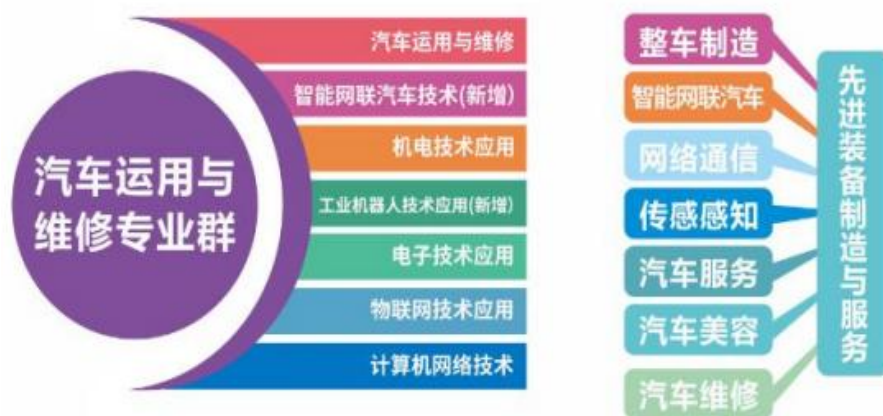 汽车运用与
维修专业群
汽车运用与维修
智能网联汽车技术(新增)
机电技术应用
工业机器人技术应用(新增)
电子技术应用
物联网技术应用
计算机网络技术
整车制造
智能网联汽车
网络通信
传感感知
汽车服务
汽车美容
汽车维修
先进装备制造与服务